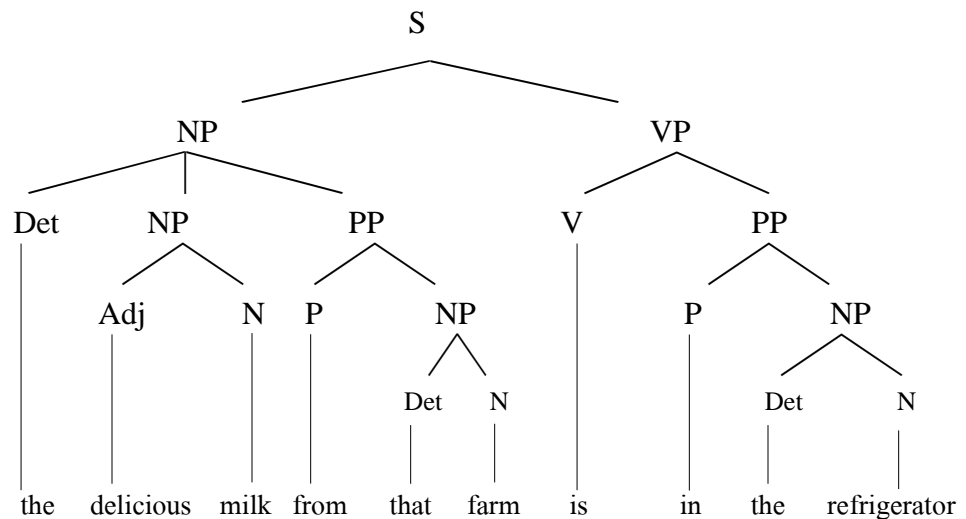 S
NP VP
Det NP PP V PP
Adj N P NP P NP
Det N Det N
the delicious milk from that farm is in the refrigerator